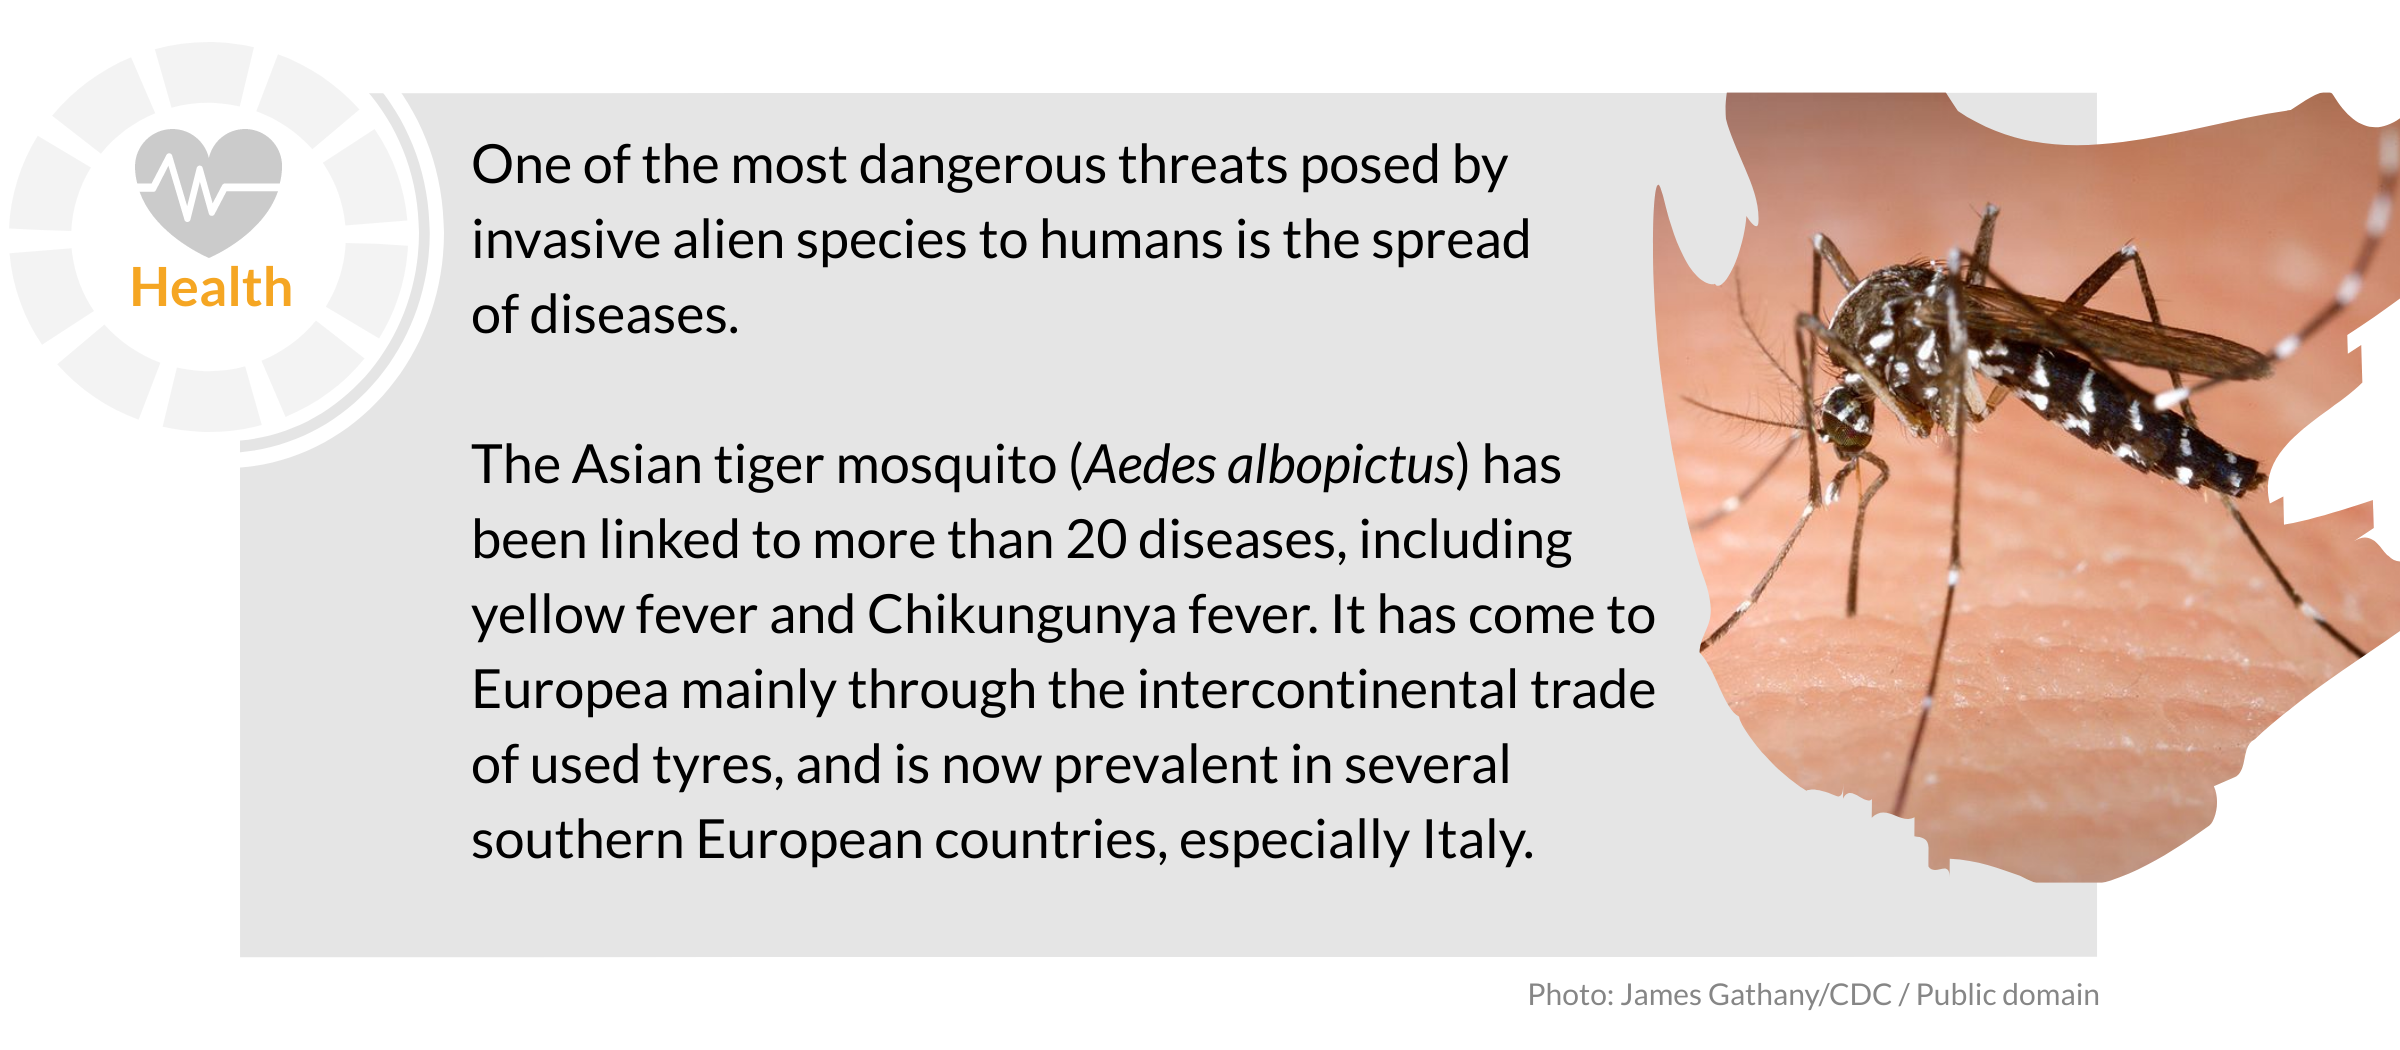 Health
One of the most dangerous threats posed by
invasive alien species to humans is the spread
of diseases.
The Asian tiger mosquito (Aedes albopictus) has
been linked to more than 20 diseases, including
yellow fever and Chikungunya fever. It has come to
Europea mainly through the intercontinental trade
of used tyres, and is now prevalent in several
southern European countries, especially Italy.
Photo: James Gathany/CDC / Public domain